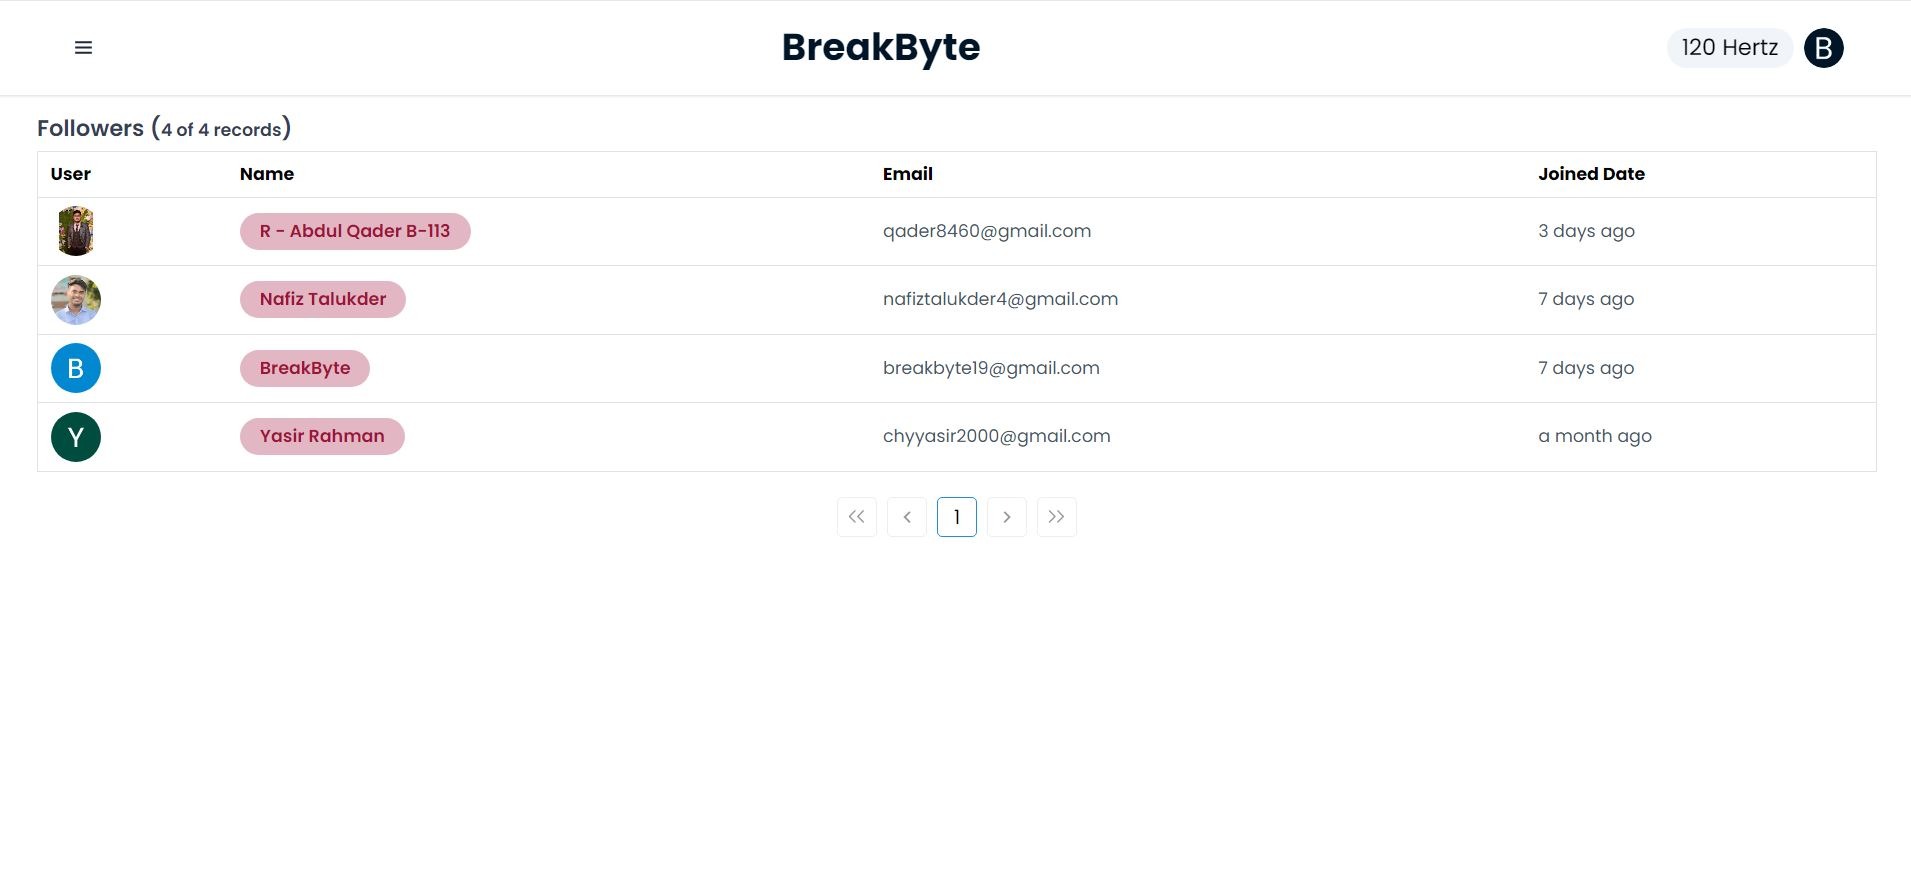 BreakByte
120 Hertz
B
Followers (4 of 4 records)
User Name Email Joined Date
R - Abdul Qader B-113 qader8460@gmail.com 3 days ago
Nafiz Talukder nafiztalukder4@gmail.com 7 days ago
B BreakByte breakbyte19@gmail.com 7 days ago
Y Yasir Rahman chyyasir2000@gmail.com a month ago
1